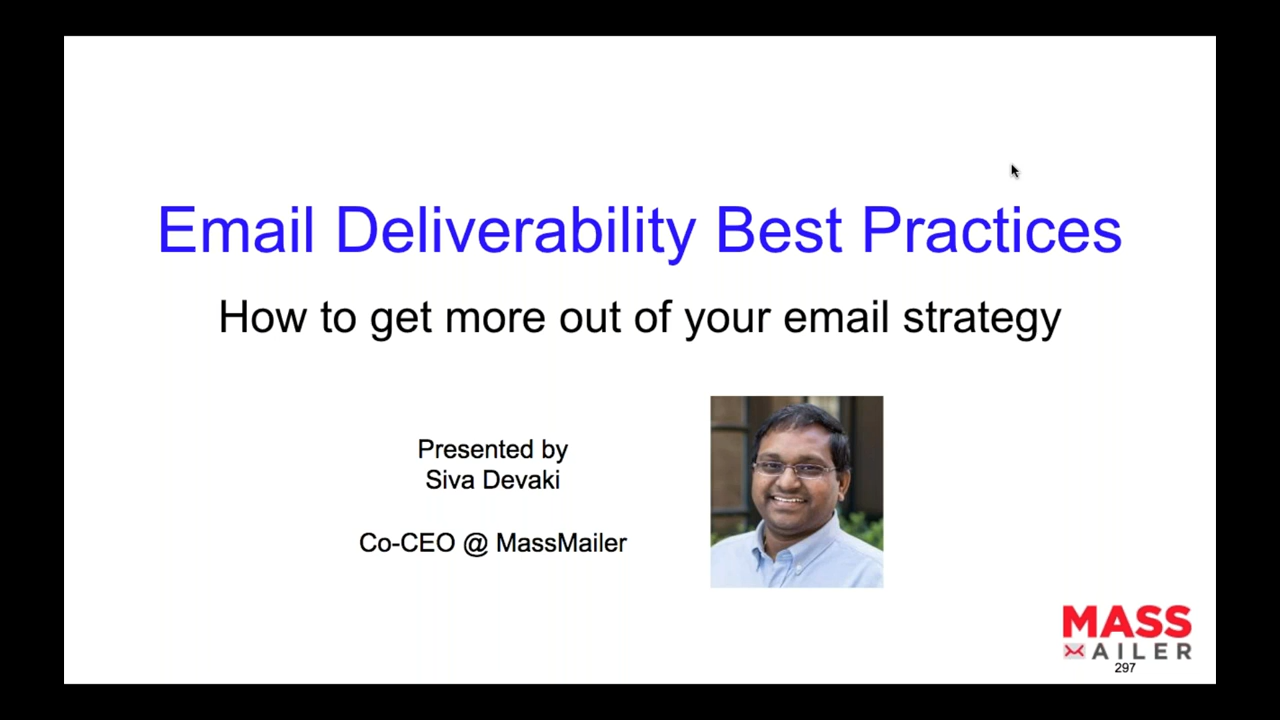 Email Deliverability Best Practices
How to get more out of your email strategy
Presented by
Siva Devaki
Co-CEO @ MassMailer
MASS
AILER
297